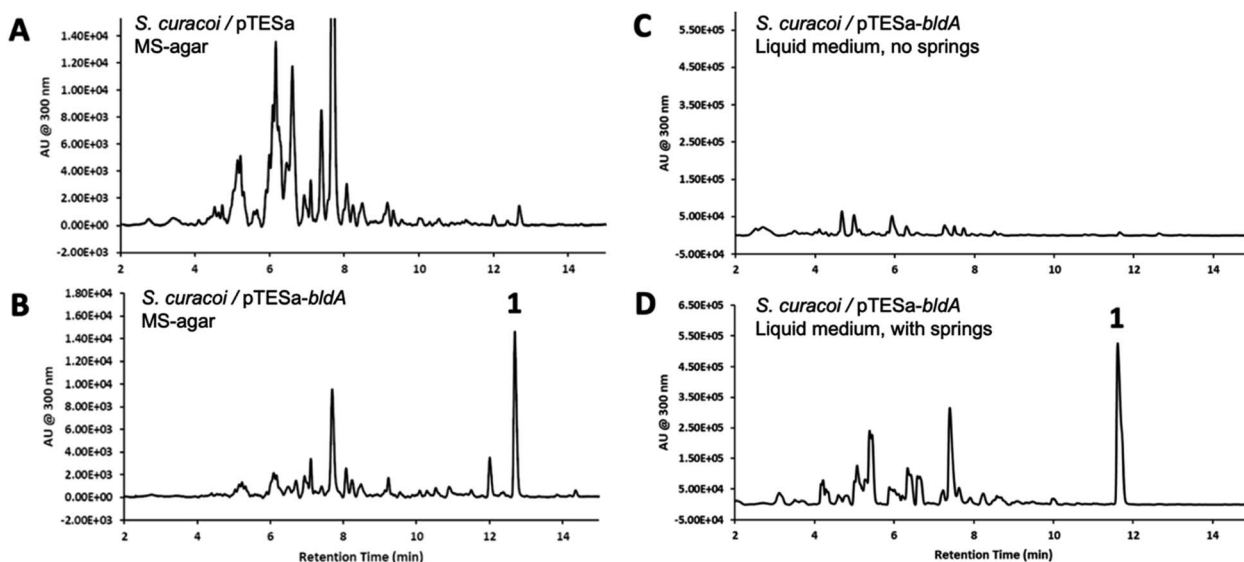 A
S. curacoi / pTESa
MS-agar
AU @ 300 nm
1.40E+04
1.20E+04
1.00E+04
8.00E+03
6.00E+03
4.00E+03
2.00E+03
0.00E+00
-2.00E+03
2 4 6 8 10 12 14
B
S. curacoi / pTESa-bldA
MS-agar
1
AU @ 300 nm
1.80E+04
1.60E+04
1.40E+04
1.20E+04
1.00E+04
8.00E+03
6.00E+03
4.00E+03
2.00E+03
0.00E+00
-2.00E+03
2 4 6 8 10 12 14
Retention Time (min)
C
S. curacoi / pTESa-bldA
Liquid medium, no springs
AU @ 300 nm
5.50E+05
4.50E+05
3.50E+05
2.50E+05
1.50E+05
5.00E+04
-5.00E+04
2 4 6 8 10 12 14
D
S. curacoi / pTESa-bldA
Liquid medium, with springs
1
AU @ 300 nm
6.50E+05
5.50E+05
4.50E+05
3.50E+05
2.50E+05
1.50E+05
5.00E+04
-5.00E+04
2 4 6 8 10 12 14
Retention Time (min)